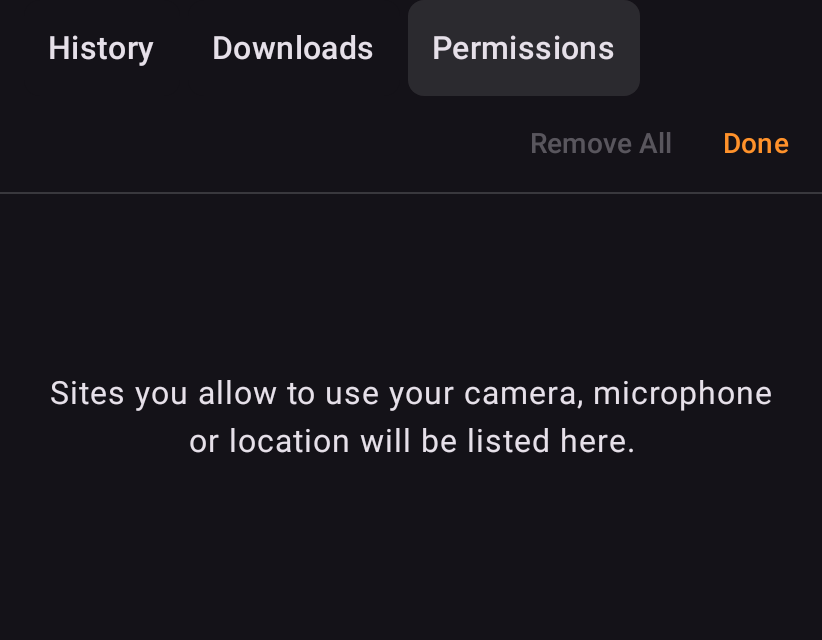 History Downloads Permissions
Remove All Done
Sites you allow to use your camera, microphone
or location will be listed here.